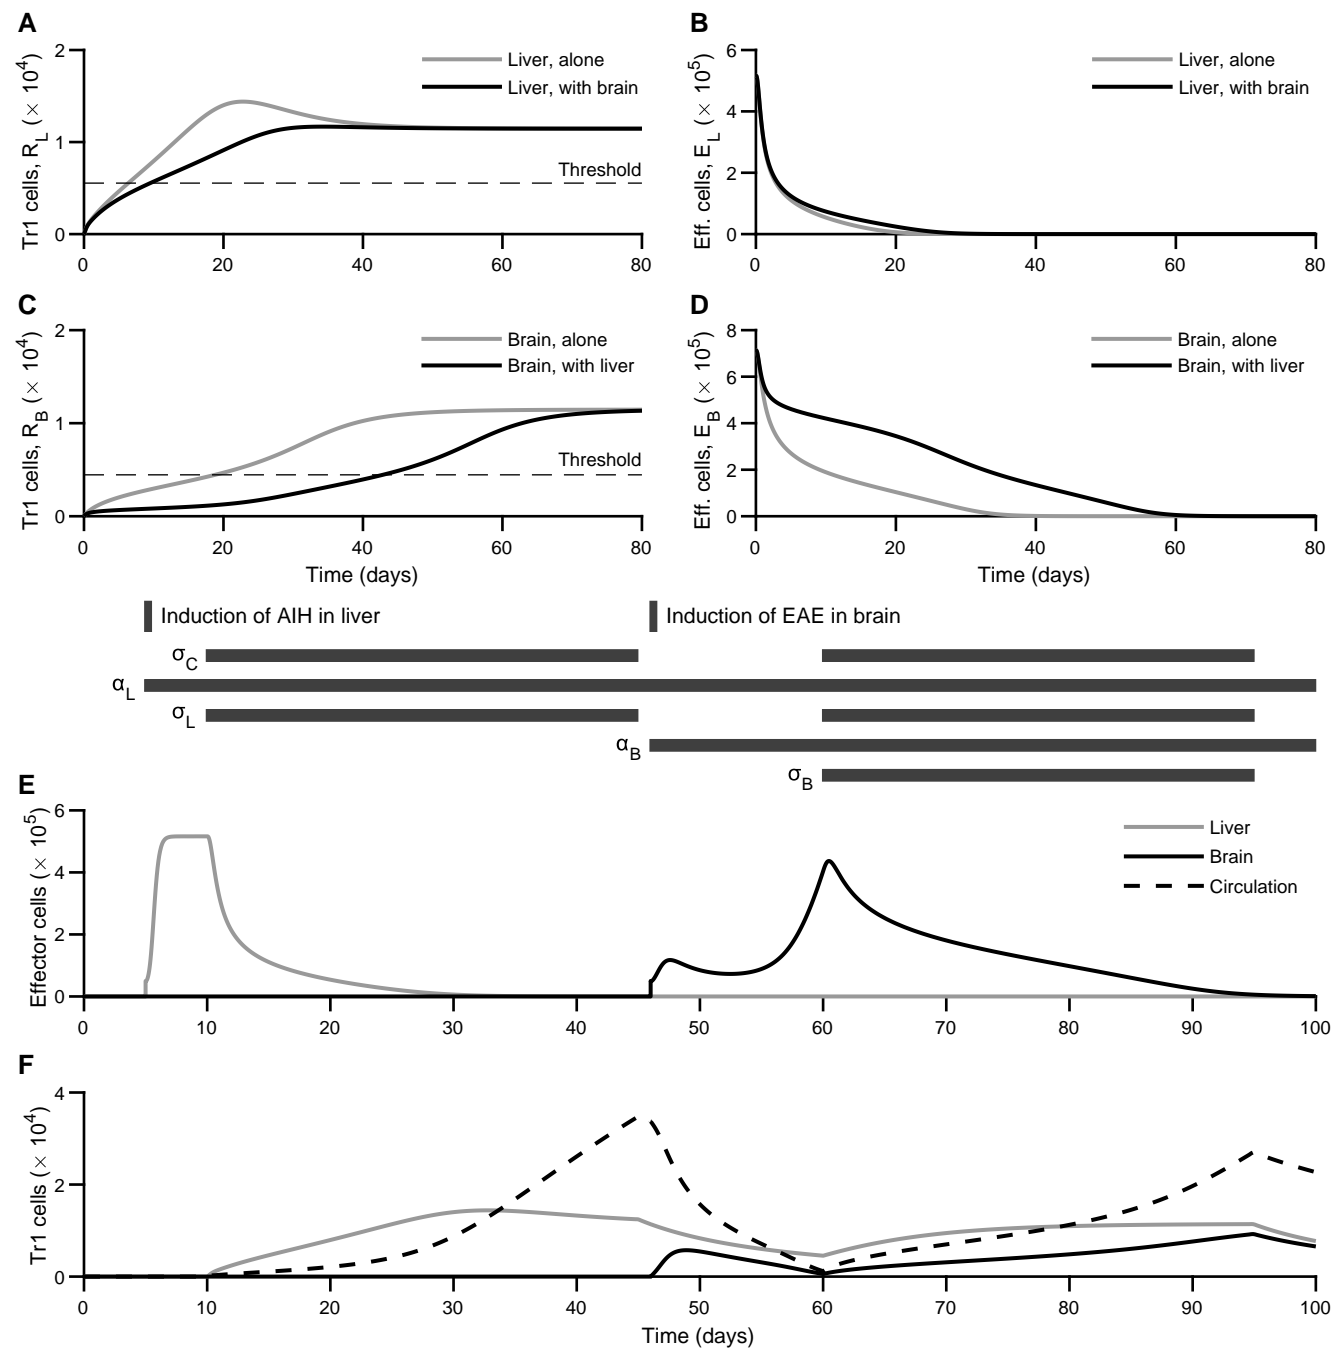 A
Tr1 cells, R_L (× 10^4)
2
1
0
Liver, alone
Liver, with brain
Threshold
0 20 40 60 80
B
Eff. cells, E_L (× 10^5)
6
4
2
0
Liver, alone
Liver, with brain
0 20 40 60 80
C
Tr1 cells, R_B (× 10^4)
2
1
0
Brain, alone
Brain, with liver
Threshold
0 20 40 60 80
Time (days)
D
Eff. cells, E_B (× 10^5)
8
6
4
2
0
Brain, alone
Brain, with liver
0 20 40 60 80
Time (days)
Induction of AIH in liver
Induction of EAE in brain
σ_C
α_L
σ_L
α_B
σ_B
E
Effector cells (× 10^5)
6
4
2
0
Liver
Brain
Circulation
0 10 20 30 40 50 60 70 80 90 100
F
Tr1 cells (× 10^4)
4
2
0
0 10 20 30 40 50 60 70 80 90 100
Time (days)